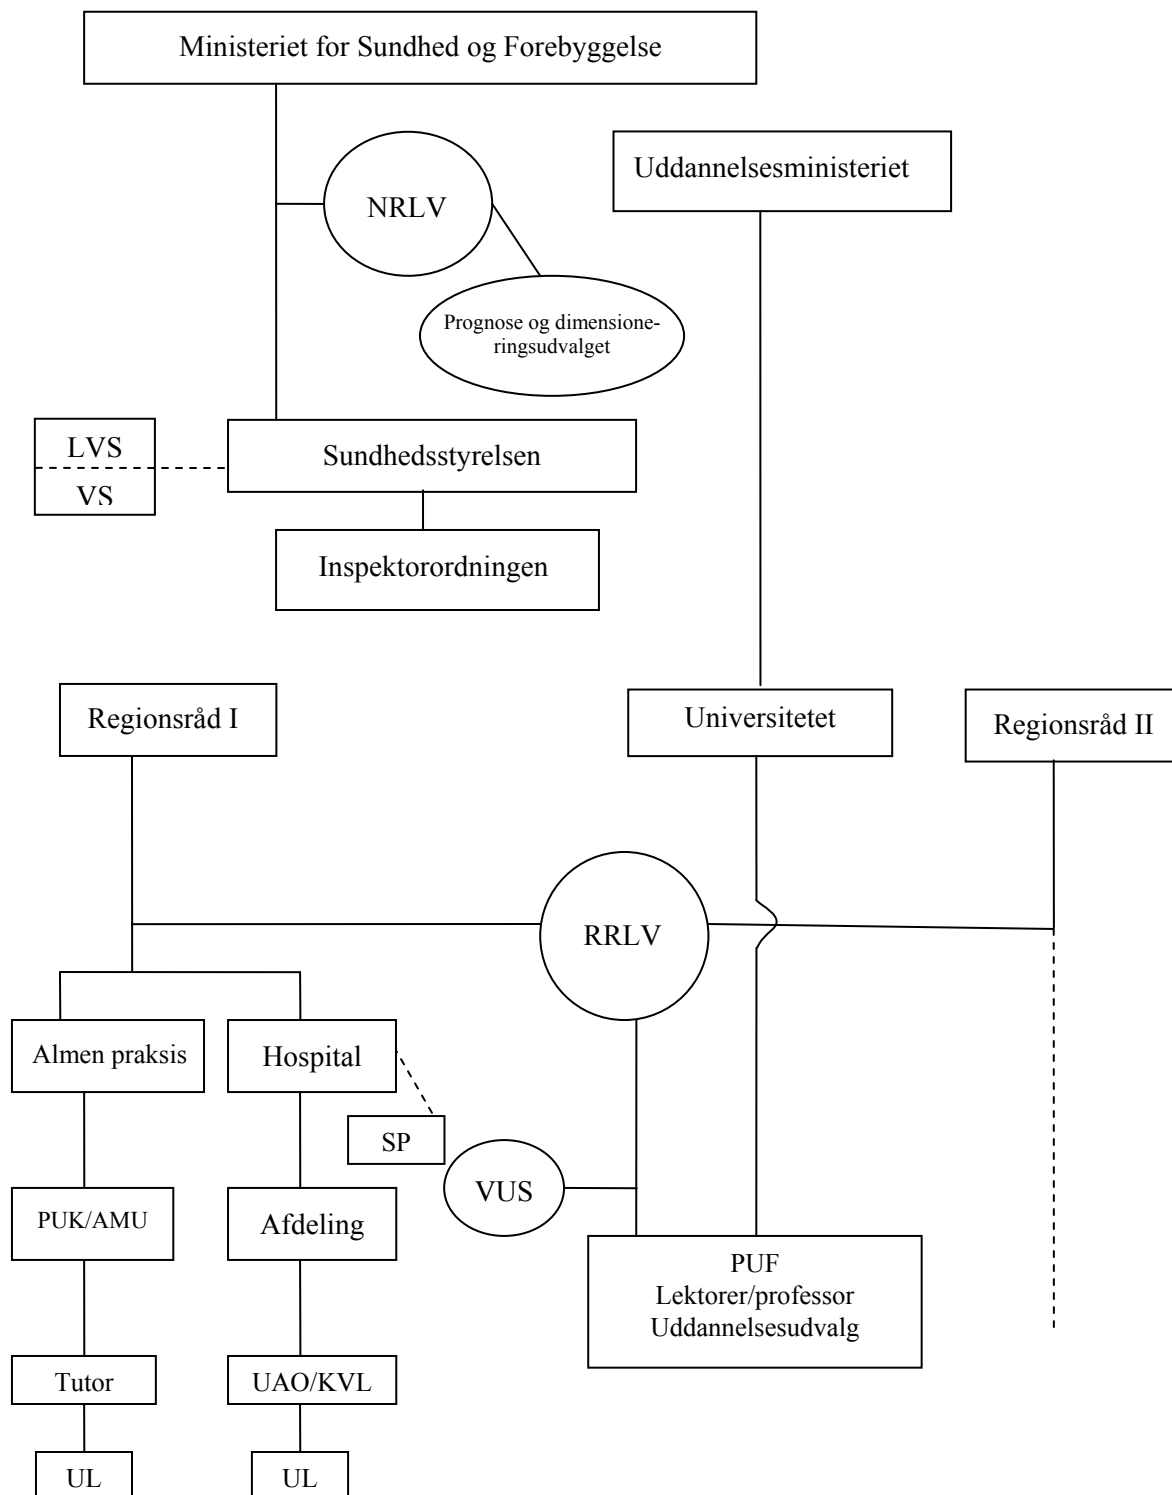 Ministeriet for Sundhed og Forebyggelse
Uddannelsesministeriet
NRLV
Prognose og dimensione-
ringsudvalget
LVS
VS
Sundhedsstyrelsen
Inspektorordningen
Regionsråd I
Universitetet
Regionsråd II
RRLV
Almen praksis
Hospital
SP
VUS
PUK/AMU
Afdeling
PUF
Lektorer/professor
Uddannelsesudvalg
Tutor
UAO/KVL
UL
UL